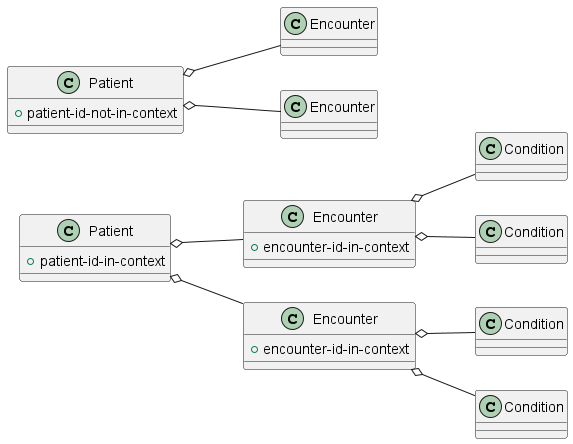 C Encounter
C Patient
patient-id-not-in-context
C Encounter
C Condition
C Patient
patient-id-in-context
C Encounter
encounter-id-in-context
C Condition
C Encounter
encounter-id-in-context
C Condition
C Condition